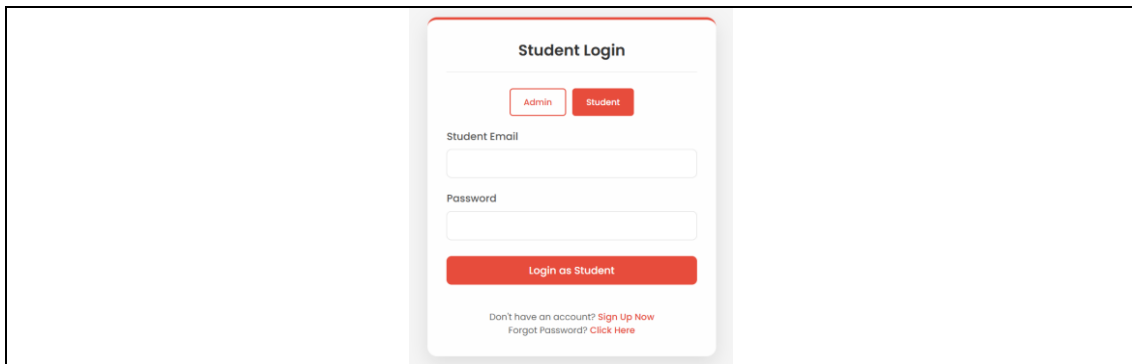 Student Login
Admin Student
Student Email
Password
Login as Student
Don't have an account? Sign Up Now
Forgot Password? Click Here